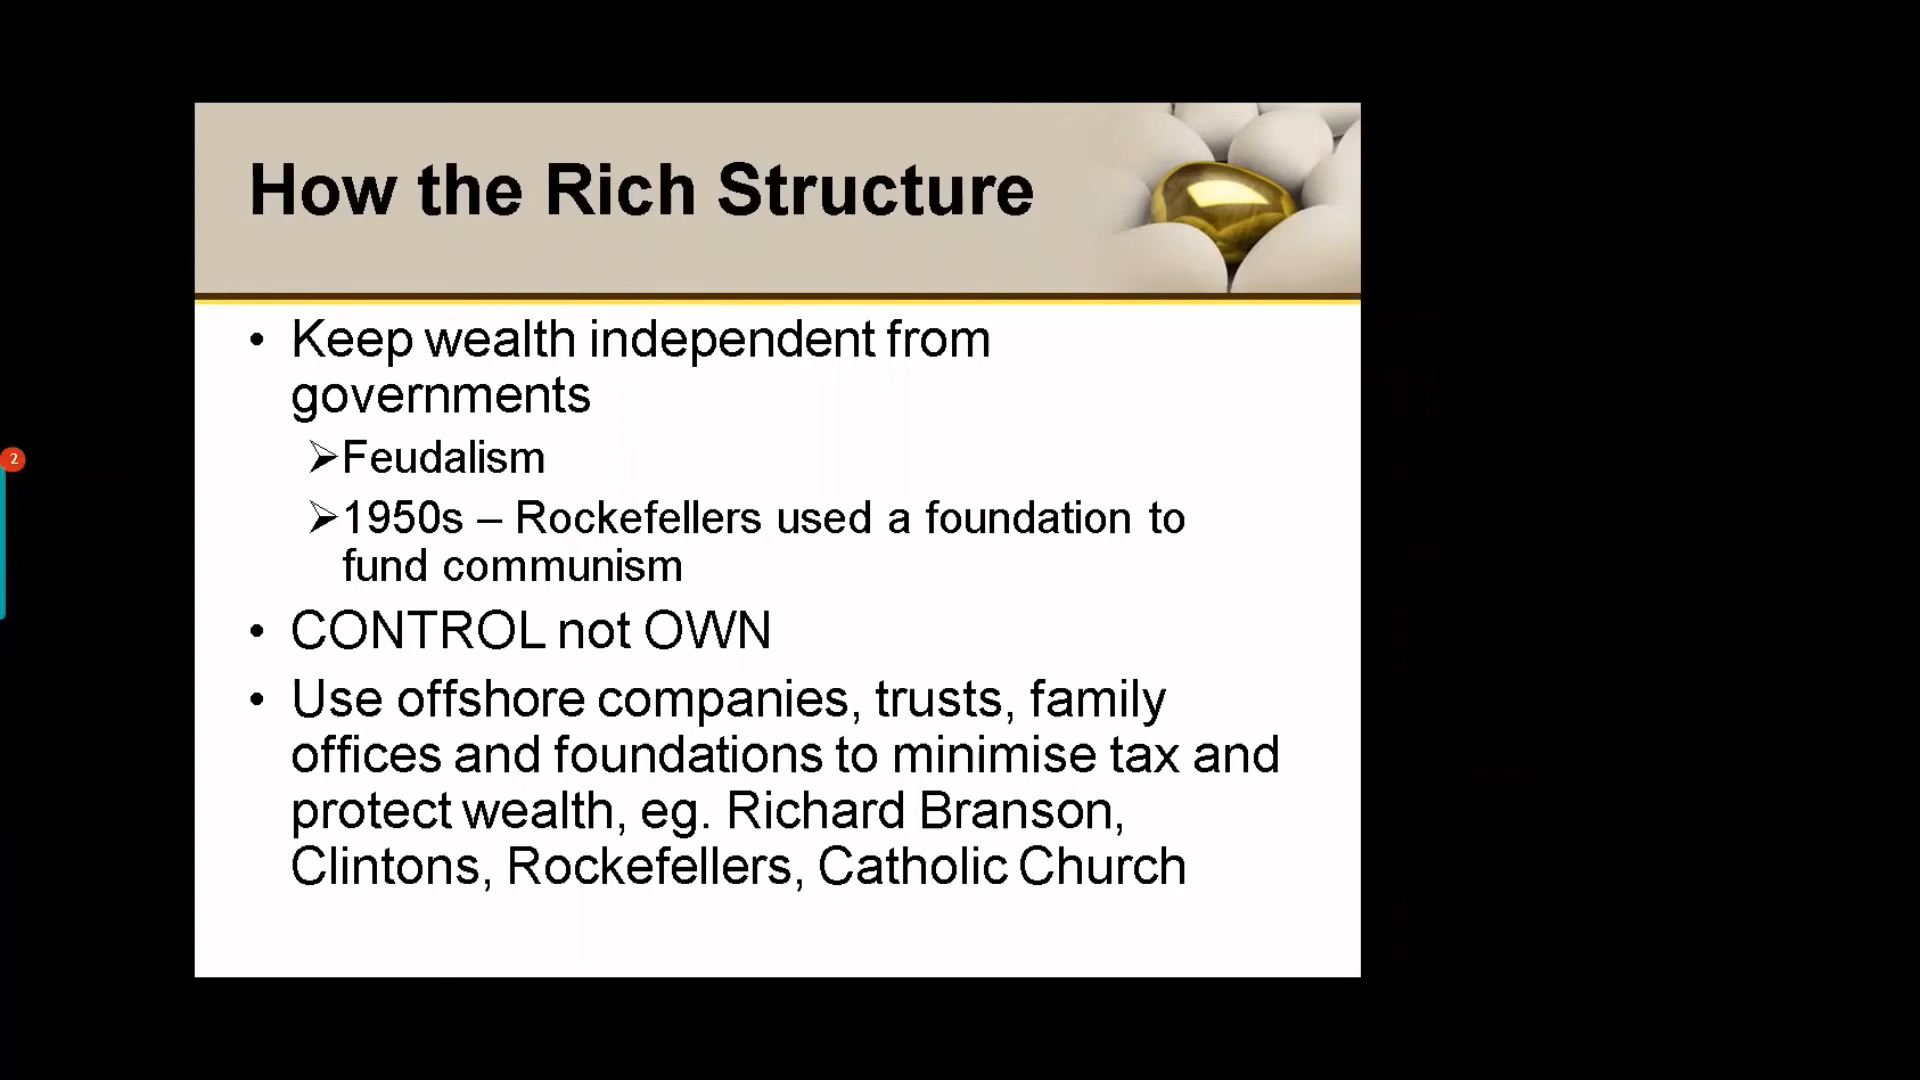 How the Rich Structure
• Keep wealth independent from
governments
➢Feudalism
➢1950s – Rockefellers used a foundation to
fund communism
• CONTROL not OWN
• Use offshore companies, trusts, family
offices and foundations to minimise tax and
protect wealth, eg. Richard Branson,
Clintons, Rockefellers, Catholic Church
2